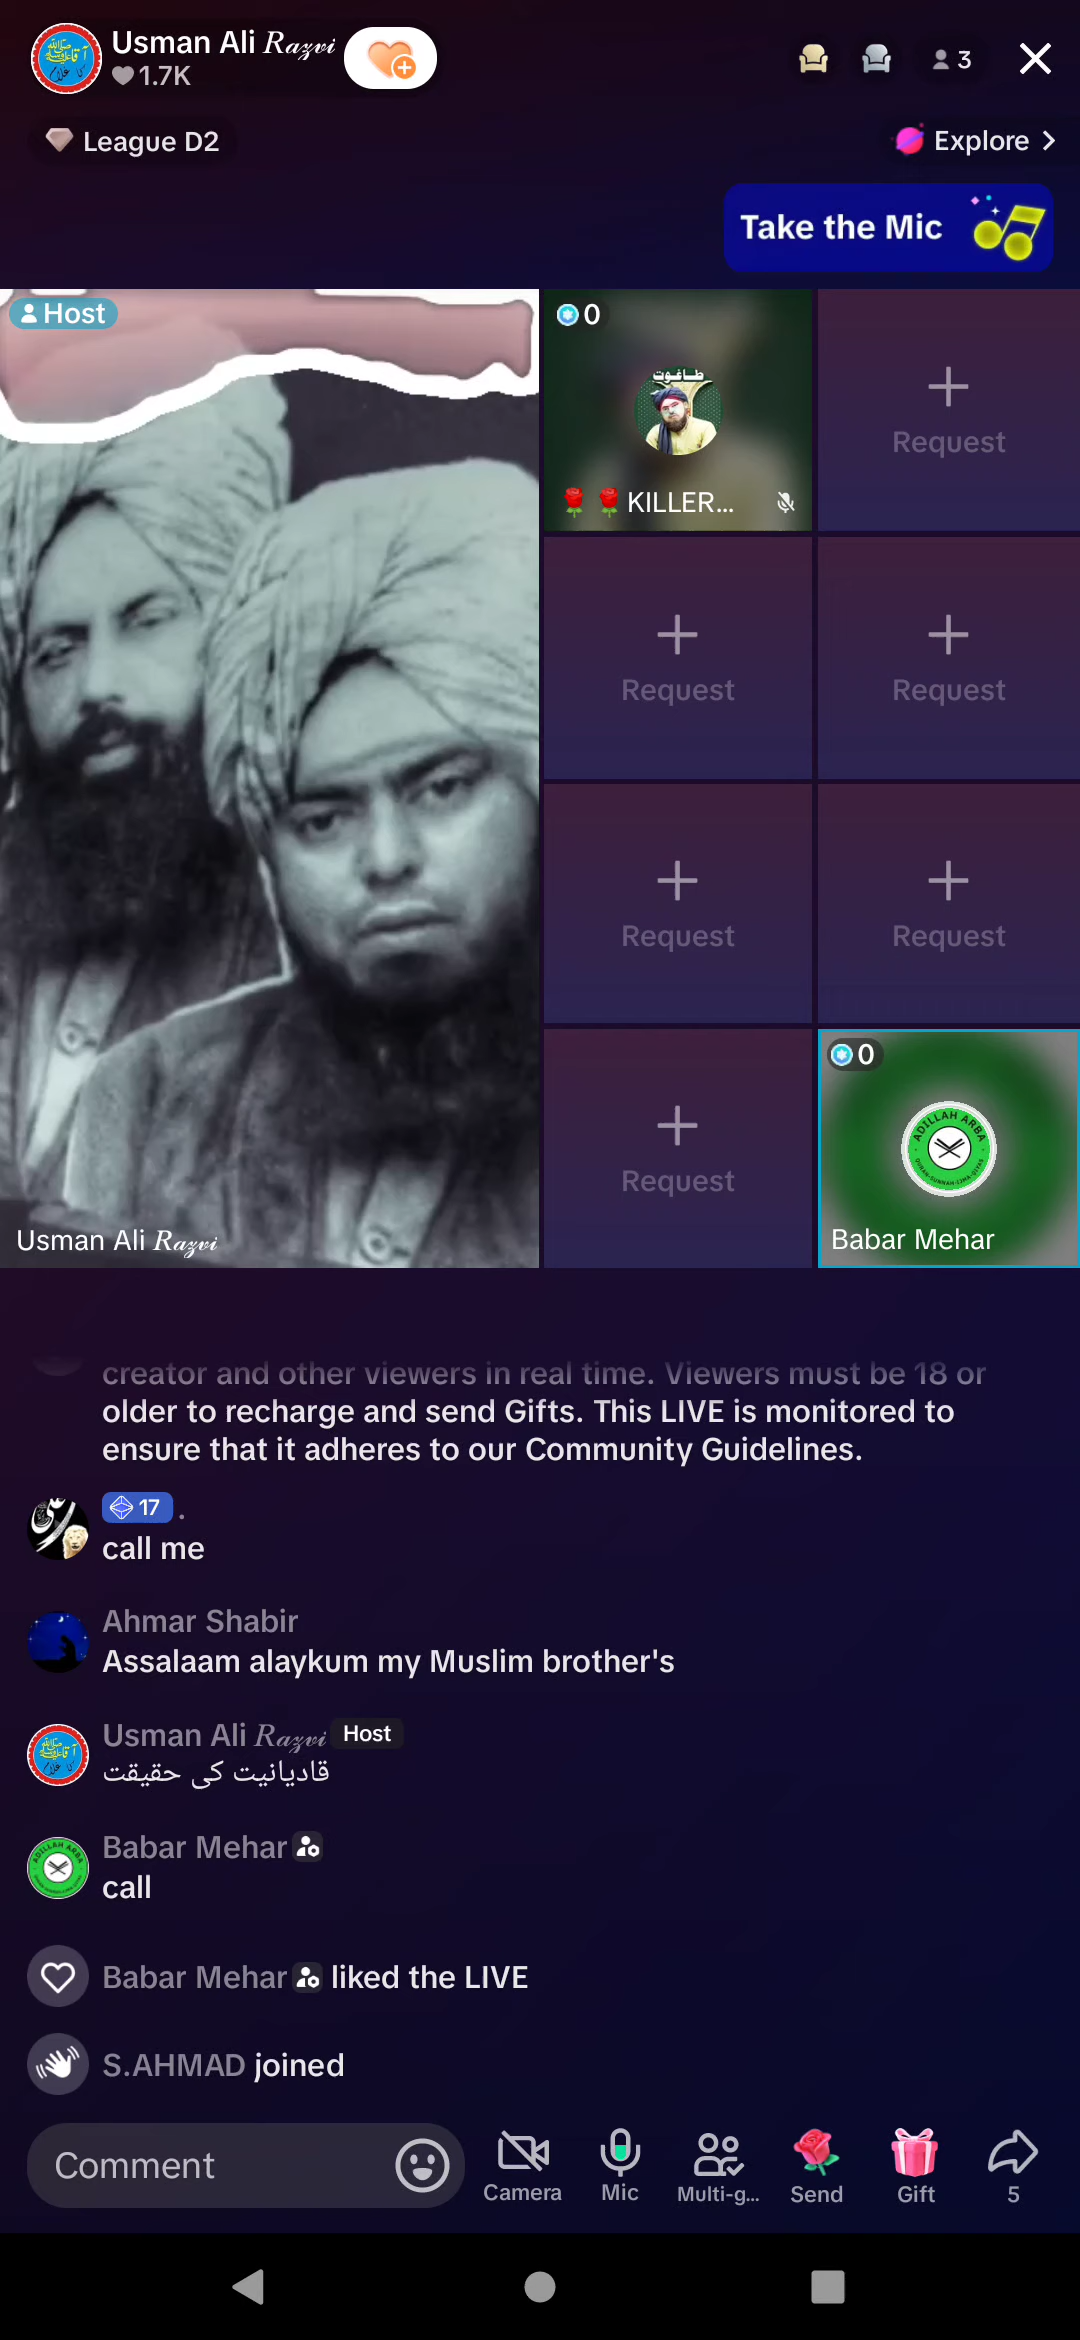 Usman Ali Razvi
1.7K
3
League D2
Explore
Take the Mic
Host
0
طاغوت
KILLER...
Request
Request
Request
Request
Request
Request
0
ADILLAH ARBA
Usman Ali Razvi
Babar Mehar
creator and other viewers in real time. Viewers must be 18 or
older to recharge and send Gifts. This LIVE is monitored to
ensure that it adheres to our Community Guidelines.
17 .
call me
Ahmar Shabir
Assalaam alaykum my Muslim brother's
Usman Ali Razvi Host
قادیانیت کی حقیقت
Babar Mehar
call
Babar Mehar liked the LIVE
S.AHMAD joined
Comment
Camera
Mic
Multi-g...
Send
Gift
5